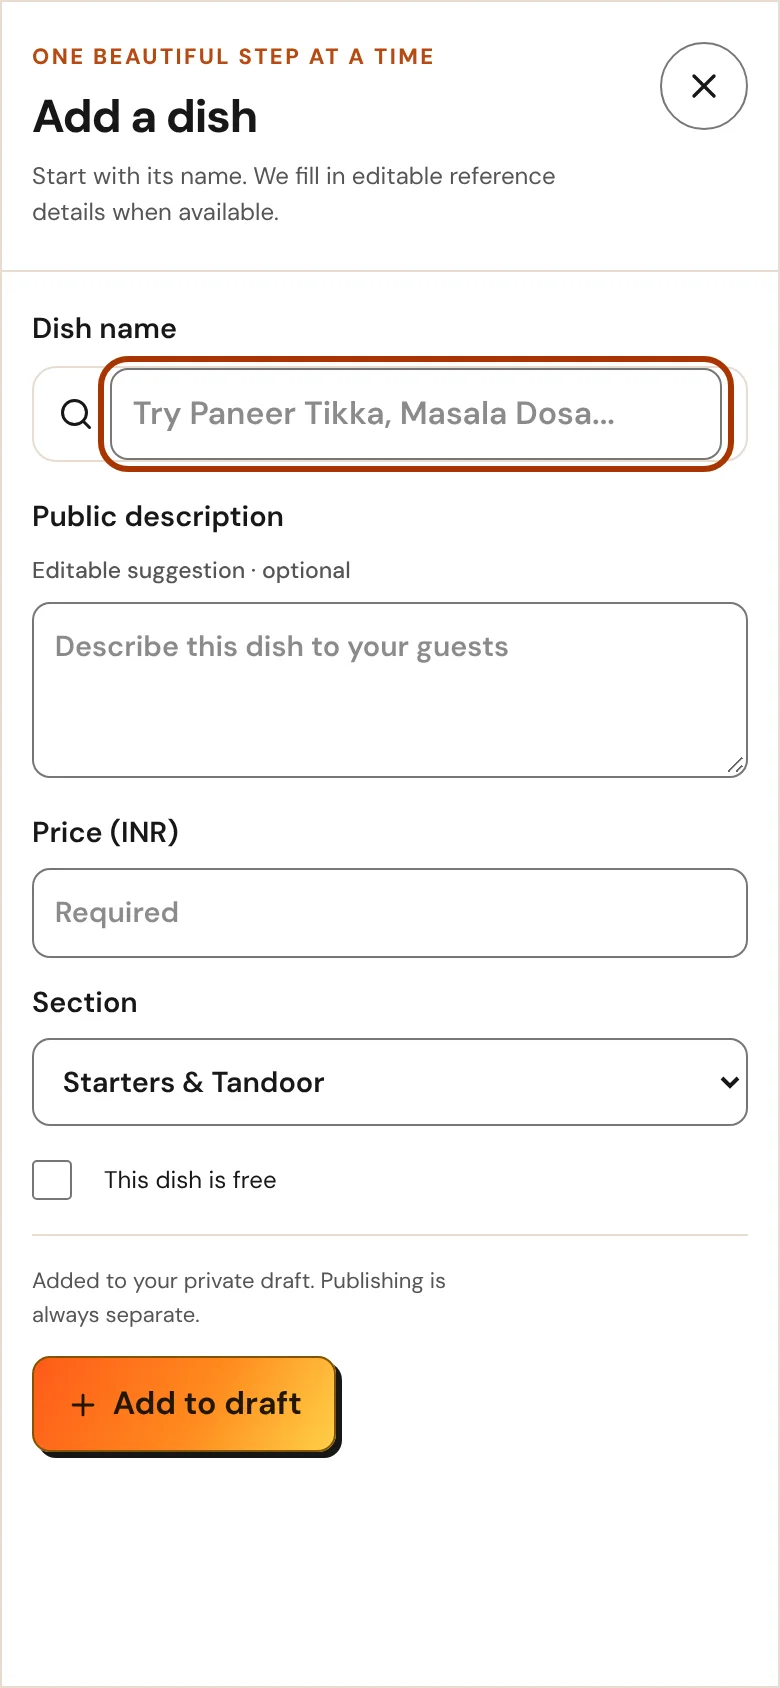 ONE BEAUTIFUL STEP AT A TIME
Add a dish
Start with its name. We fill in editable reference
details when available.
Dish name
Try Paneer Tikka, Masala Dosa...
Public description
Editable suggestion · optional
Describe this dish to your guests
Price (INR)
Required
Section
Starters & Tandoor
This dish is free
Added to your private draft. Publishing is
always separate.
+ Add to draft